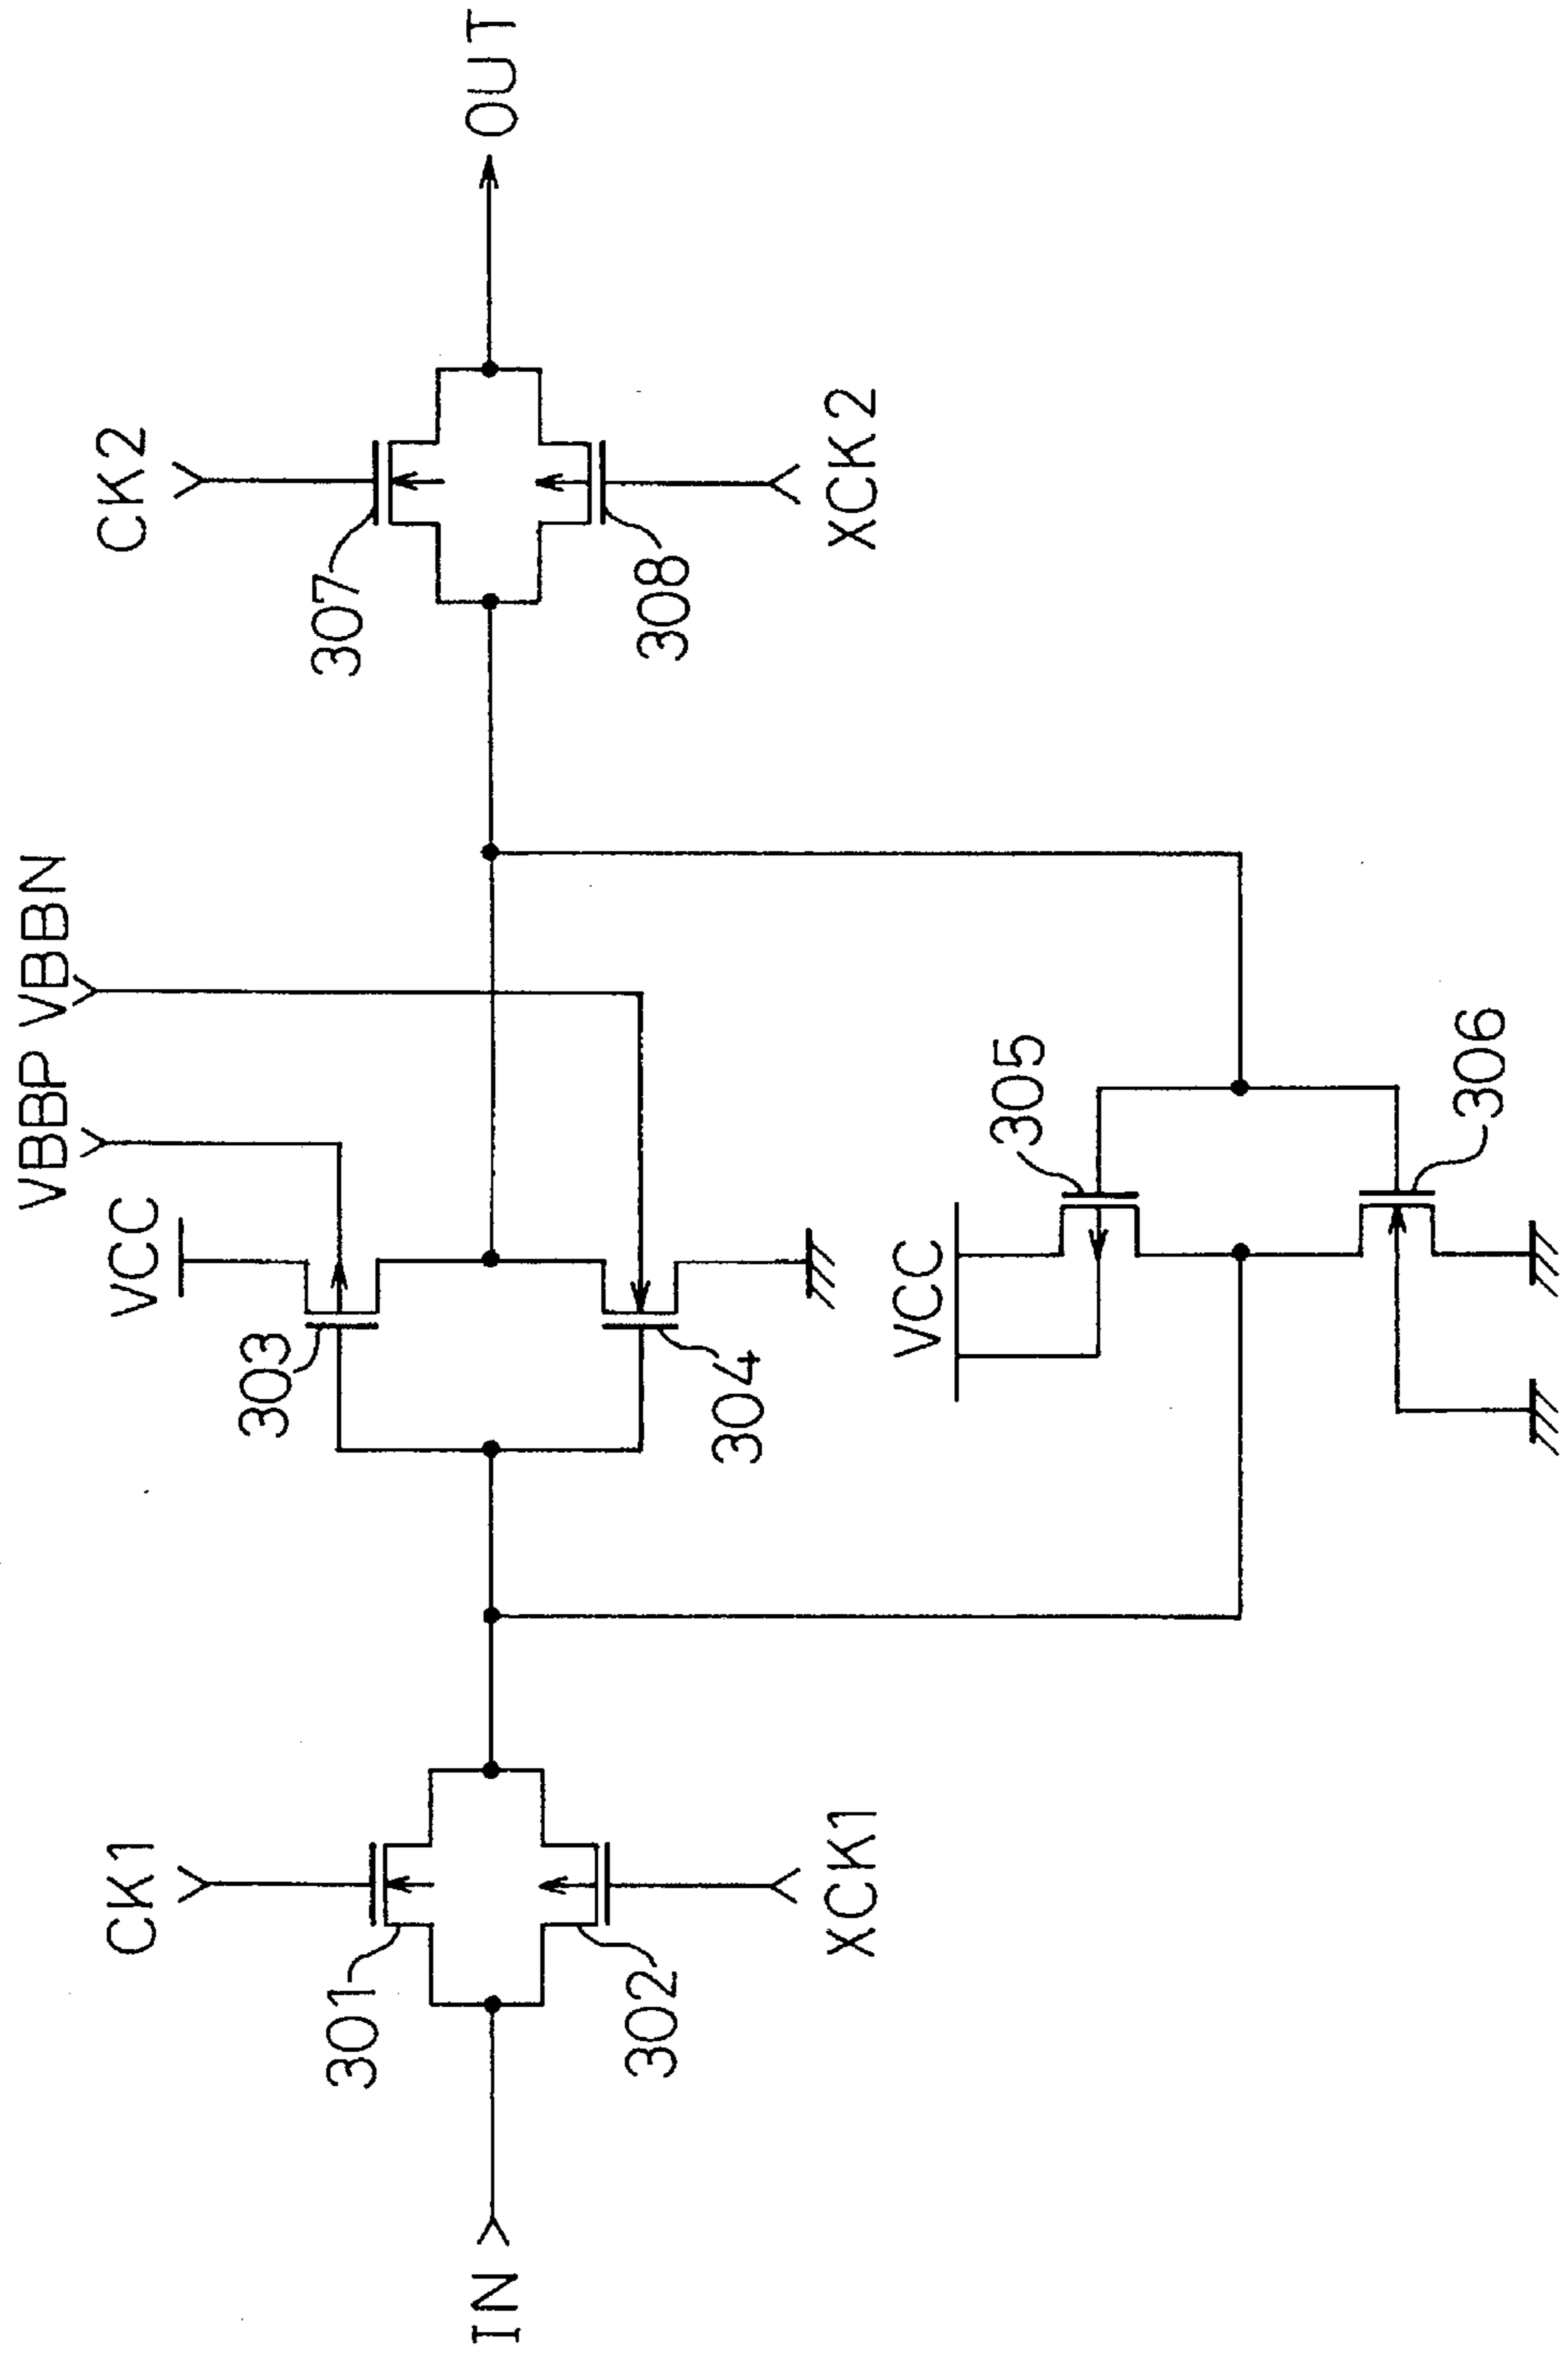 VBBP VBBN
CK1
VCC
CK2
301
303
307
IN
OUT
302
304
308
XCK1
XCK2
VCC
305
306